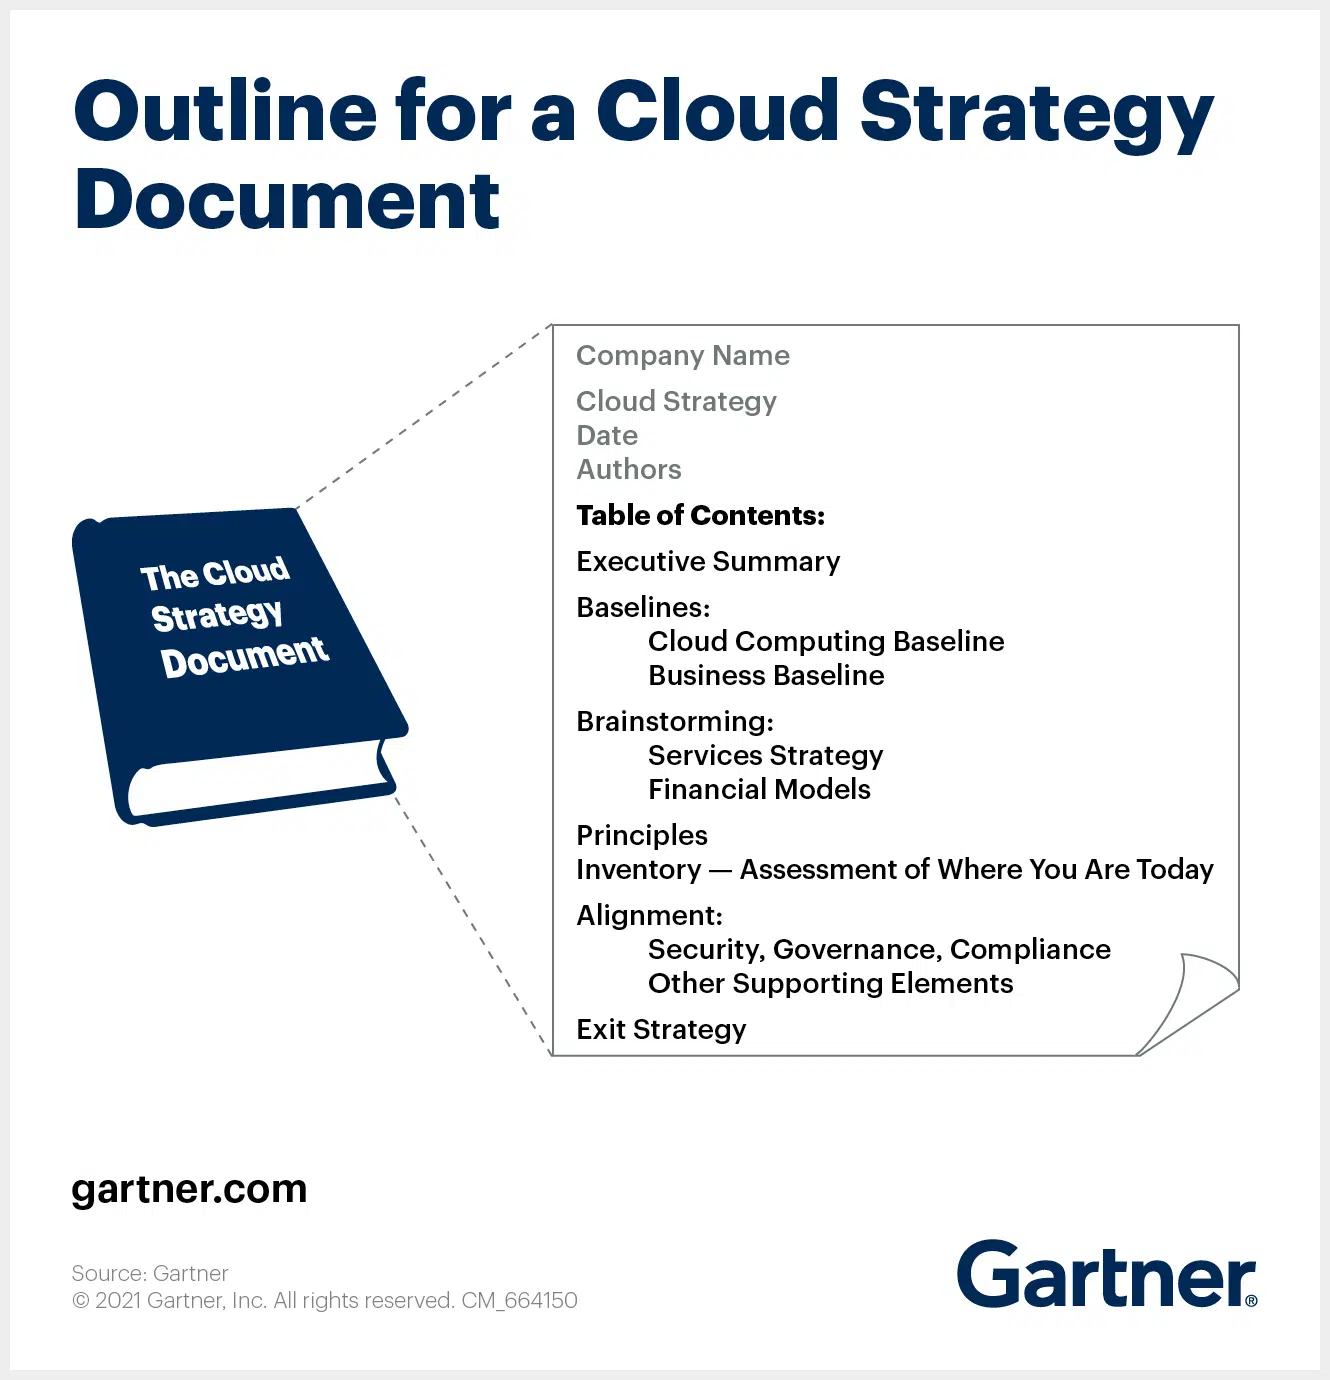 Outline for a Cloud Strategy
Document
The Cloud
Strategy
Document
Company Name
Cloud Strategy
Date
Authors
Table of Contents:
Executive Summary
Baselines:
Cloud Computing Baseline
Business Baseline
Brainstorming:
Services Strategy
Financial Models
Principles
Inventory — Assessment of Where You Are Today
Alignment:
Security, Governance, Compliance
Other Supporting Elements
Exit Strategy
gartner.com
Source: Gartner
© 2021 Gartner, Inc. All rights reserved. CM_664150
Gartner®